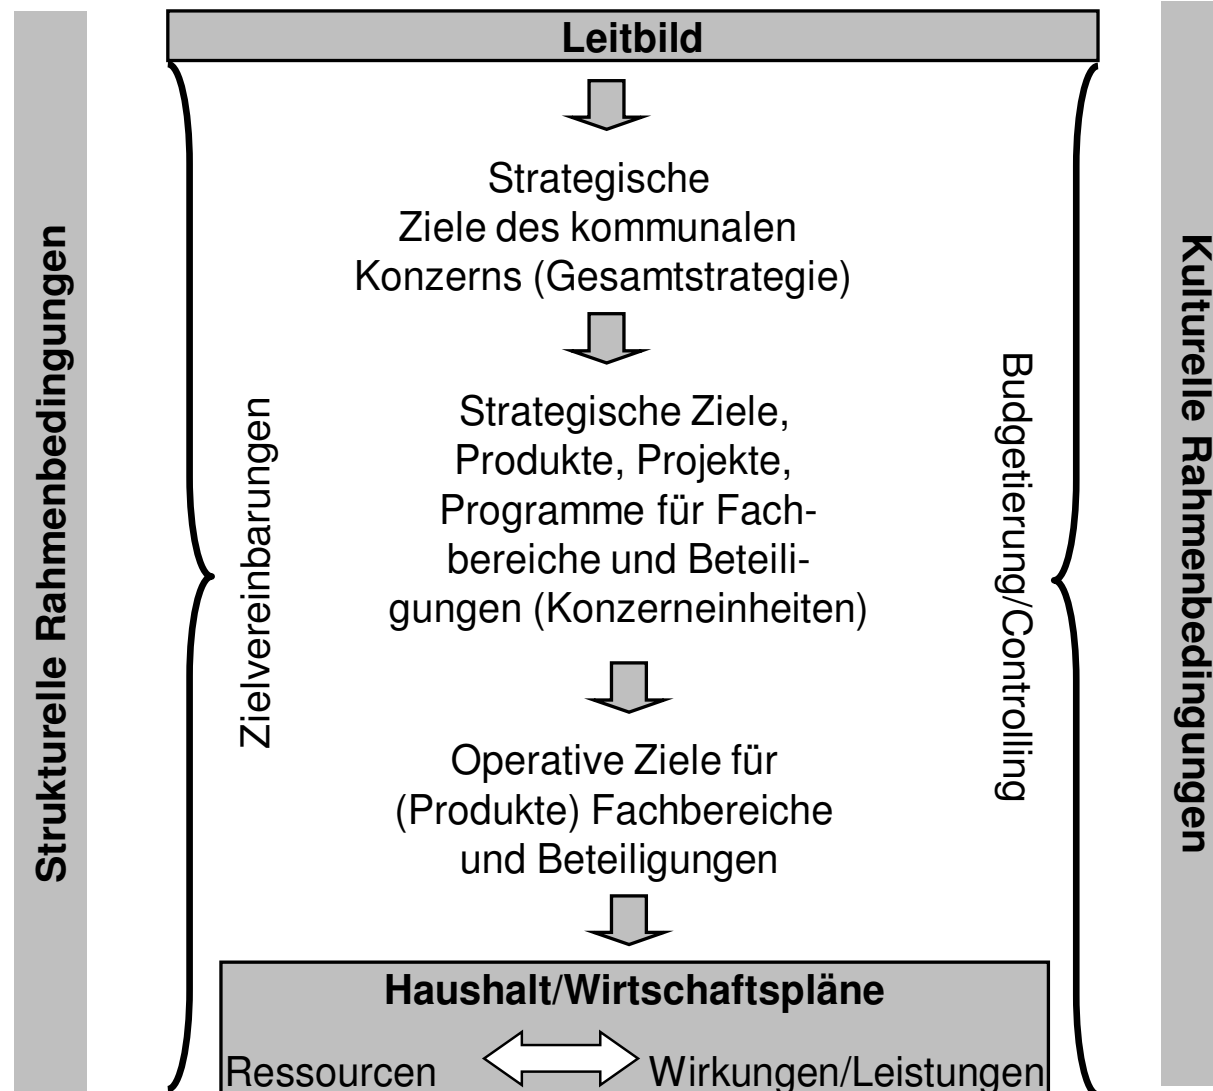 Leitbild
Strategische
Ziele des kommunalen
Konzerns (Gesamtstrategie)
Strategische Ziele,
Produkte, Projekte,
Programme für Fach-
bereiche und Beteili-
gungen (Konzerneinheiten)
Operative Ziele für
(Produkte) Fachbereiche
und Beteiligungen
Haushalt/Wirtschaftspläne
Ressourcen
Wirkungen/Leistungen
Strukturelle Rahmenbedingungen
Zielvereinbarungen
Budgetierung/Controlling
Kulturelle Rahmenbedingungen